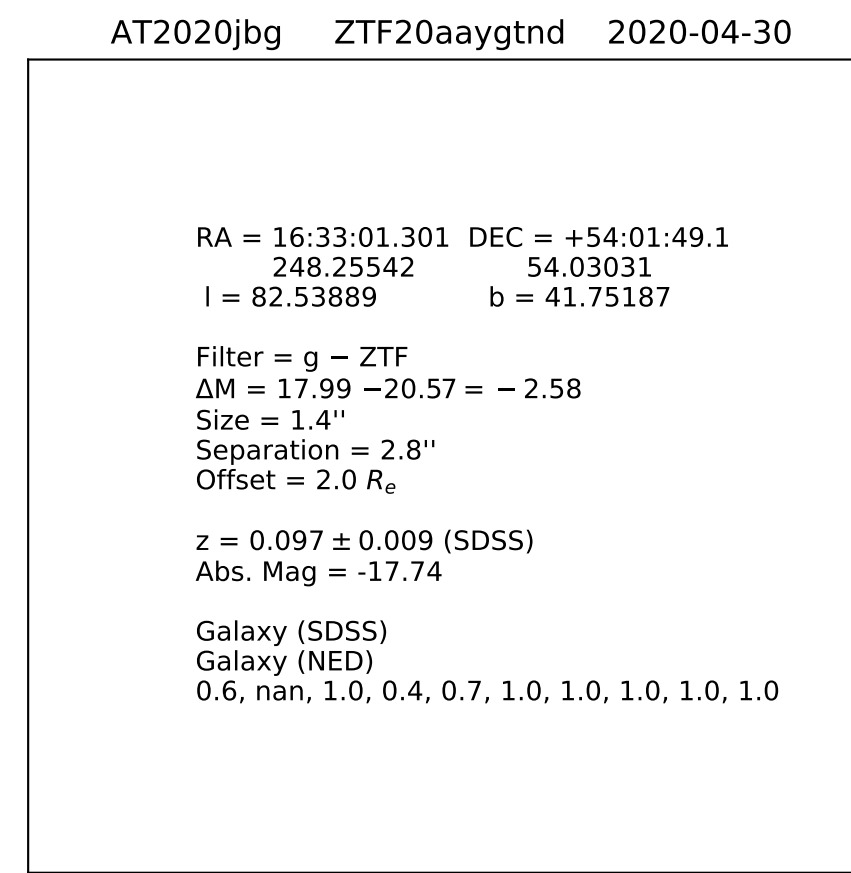 AT2020jbg ZTF20aaygtnd 2020-04-30
RA = 16:33:01.301 DEC = +54:01:49.1
248.25542 54.03031
l = 82.53889 b = 41.75187
Filter = g − ZTF
ΔM = 17.99 −20.57 = − 2.58
Size = 1.4''
Separation = 2.8''
Offset = 2.0 Rₑ
z = 0.097 ± 0.009 (SDSS)
Abs. Mag = -17.74
Galaxy (SDSS)
Galaxy (NED)
0.6, nan, 1.0, 0.4, 0.7, 1.0, 1.0, 1.0, 1.0, 1.0